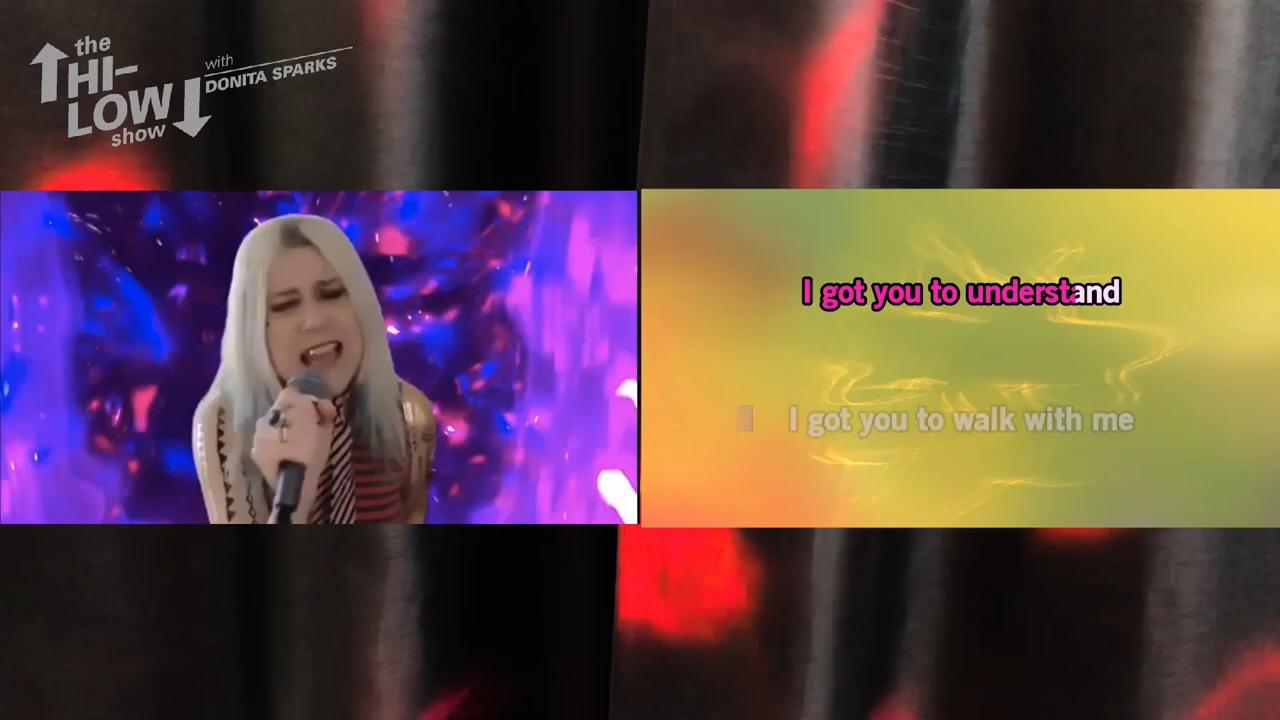 the
HI-
LOW
show
with
DONITA SPARKS
I got you to understand
I got you to walk with me